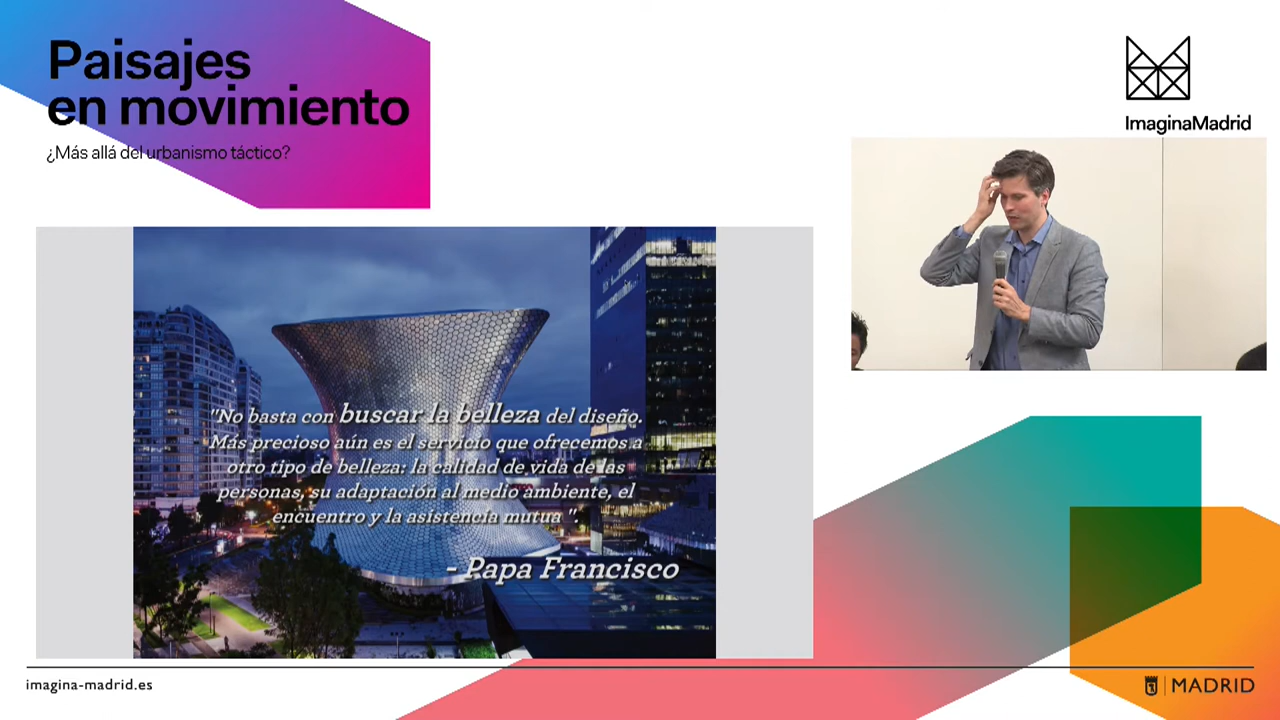 Paisajes
en movimiento
¿Más allá del urbanismo táctico?
ImaginaMadrid
"No basta con buscar la belleza del diseño.
Más precioso aún es el servicio que ofrecemos a
otro tipo de belleza: la calidad de vida de las
personas, su adaptación al medio ambiente, el
encuentro y la asistencia mutua ".
- Papa Francisco
imagina-madrid.es
MADRID